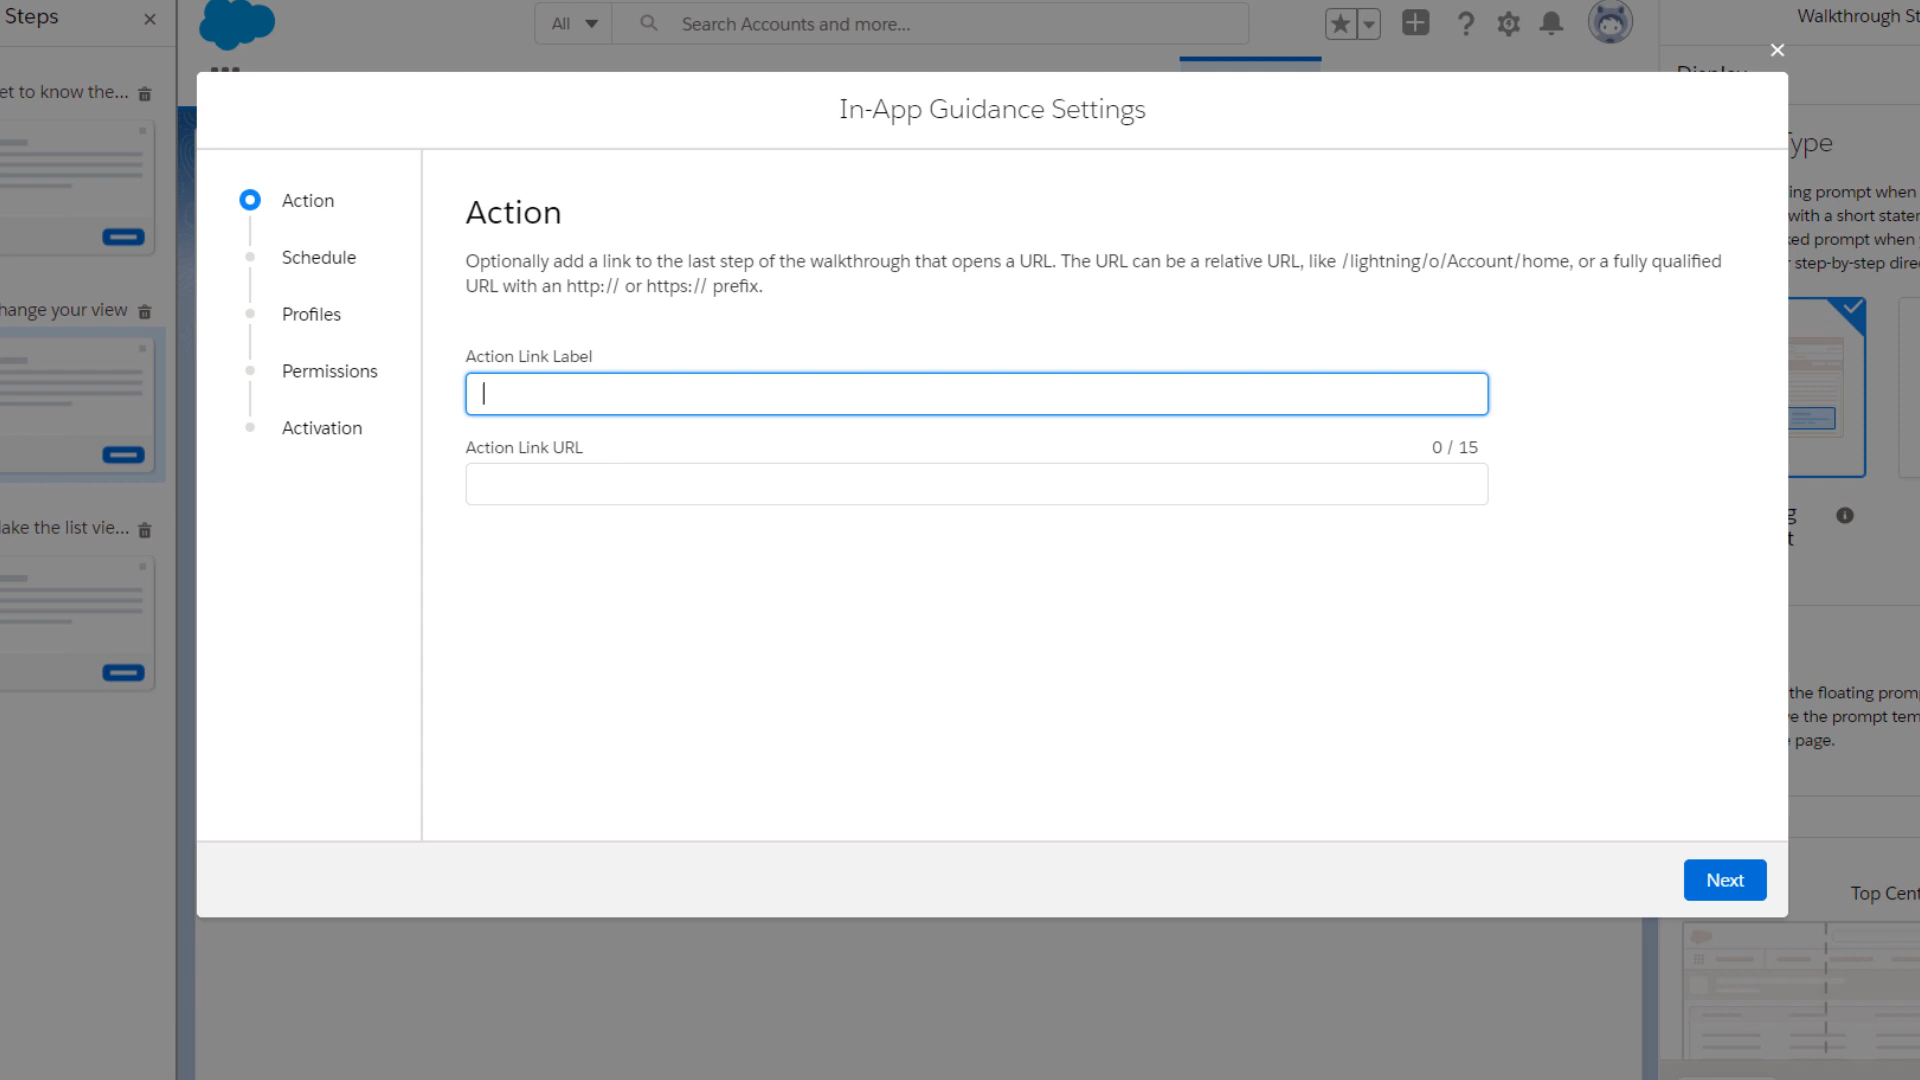 Steps
All
Search Accounts and more...
Walkthrough St
et to know the...
hange your view
ake the list vie...
In-App Guidance Settings
Action
Schedule
Profiles
Permissions
Activation
Action
Optionally add a link to the last step of the walkthrough that opens a URL. The URL can be a relative URL, like /lightning/o/Account/home, or a fully qualified
URL with an http:// or https:// prefix.
Action Link Label
Action Link URL
0 / 15
Next
Display
Type
ing prompt when
with a short stater
ked prompt when
step-by-step dire
g
t
the floating promp
e the prompt tem
page.
Top Cent